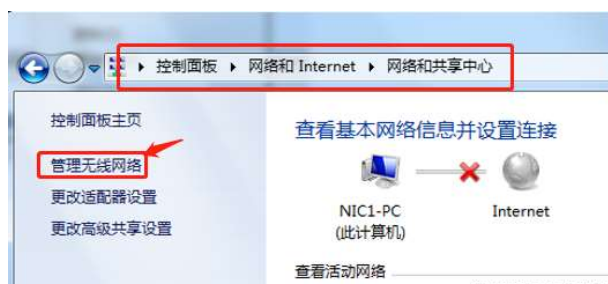 控制面板 ▸ 网络和 Internet ▸ 网络和共享中心
控制面板主页
管理无线网络
更改适配器设置
更改高级共享设置
查看基本网络信息并设置连接
NIC1-PC
(此计算机)
Internet
查看活动网络